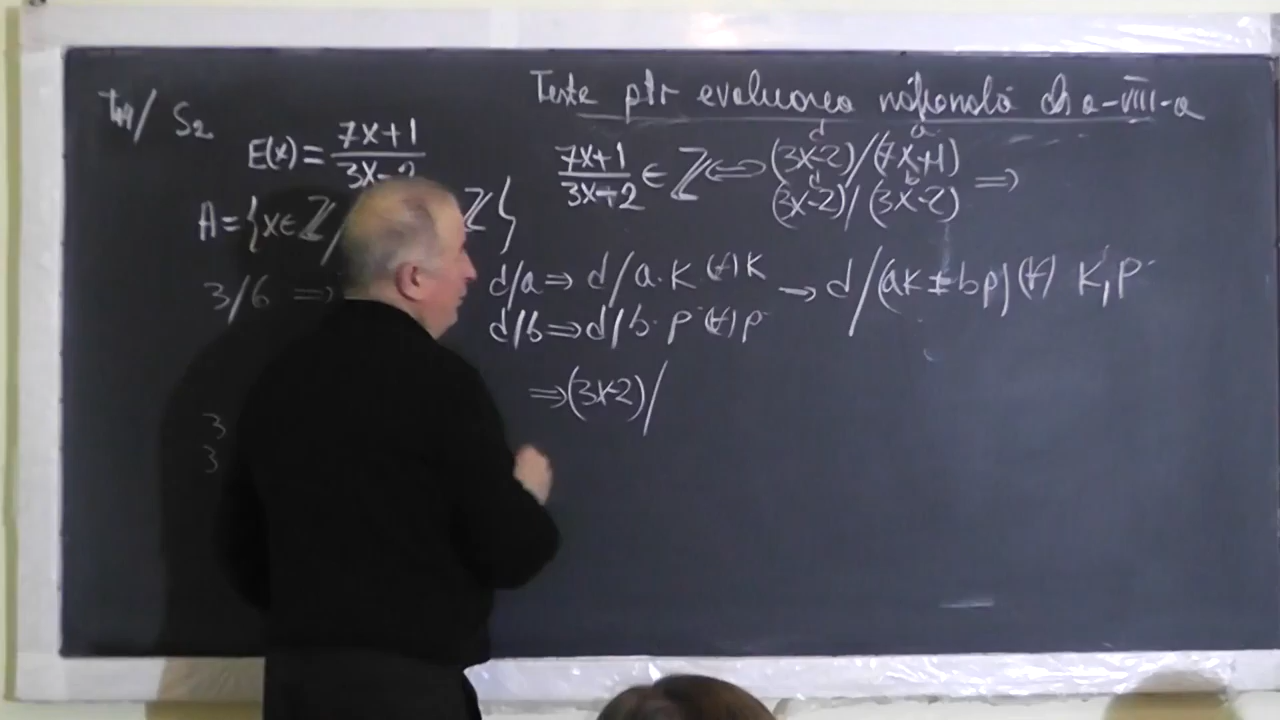 Teste ptr evaluarea națională cls a-VIII-a
S2
E(x) = (7x+1)/(3x-2)
A = {x∈ℤ/ ℤ}
3/6 ⇒
3
3
(7x+1)/(3x+2) ∈ ℤ ⇔ (3x-2)/(7x+1)
d a
(3x-2)/(3x-2) ⇒
d b
d/a ⇒ d/a·k (∀) k
d/b ⇒ d/b·p (∀) p
→ d/(ak±bp) (∀) k,p
⇒ (3x-2)/